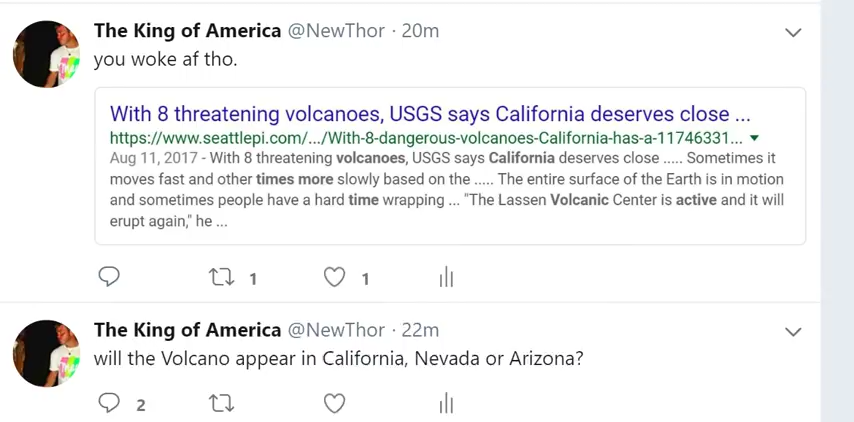 The King of America @NewThor · 20m
you woke af tho.
With 8 threatening volcanoes, USGS says California deserves close ...
https://www.seattlepi.com/.../With-8-dangerous-volcanoes-California-has-a-11746331...
Aug 11, 2017 - With 8 threatening volcanoes, USGS says California deserves close ..... Sometimes it
moves fast and other times more slowly based on the ..... The entire surface of the Earth is in motion
and sometimes people have a hard time wrapping ... "The Lassen Volcanic Center is active and it will
erupt again," he ...
1 1
The King of America @NewThor · 22m
will the Volcano appear in California, Nevada or Arizona?
2